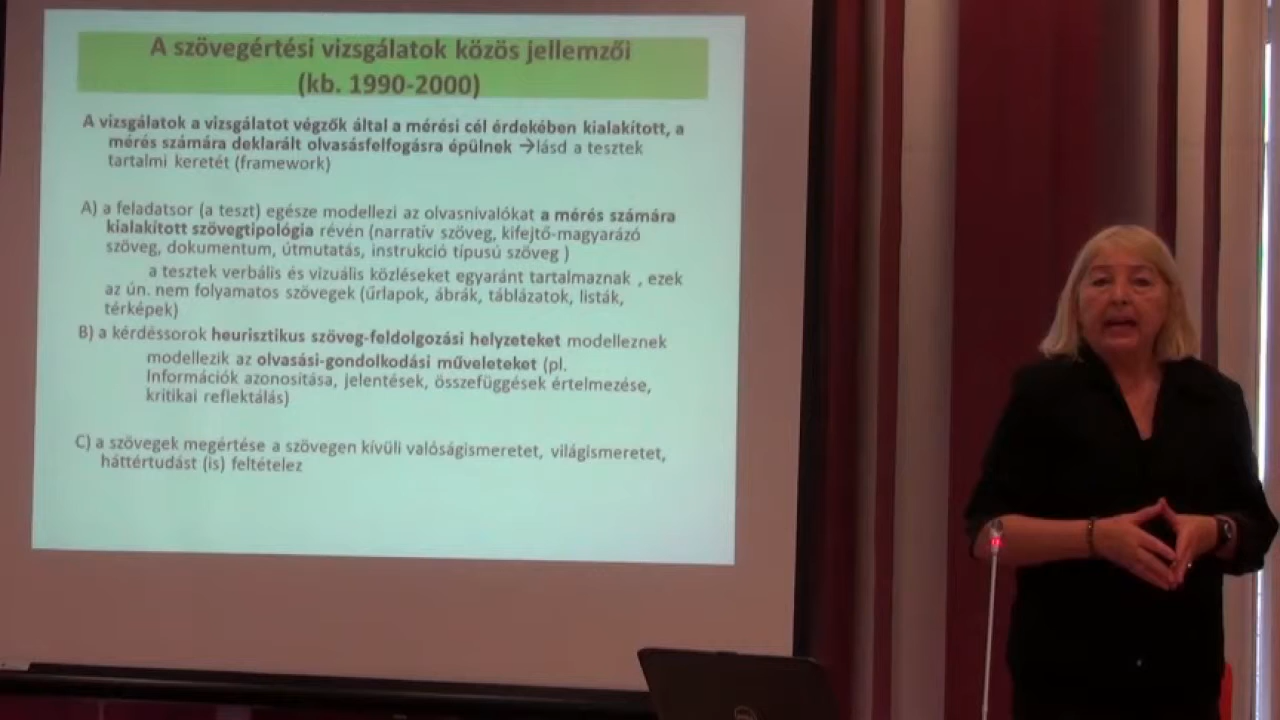 A szövegértési vizsgálatok közös jellemzői
(kb. 1990-2000)
A vizsgálatok a vizsgálatot végzők által a mérési cél érdekében kialakított, a
mérés számára deklarált olvasásfelfogásra épülnek →lásd a tesztek
tartalmi keretét (framework)
A) a feladatsor (a teszt) egésze modellezi az olvasnivalókat a mérés számára
kialakított szövegtipológia révén (narratív szöveg, kifejtő-magyarázó
szöveg, dokumentum, útmutatás, instrukció típusú szöveg )
a tesztek verbális és vizuális közléseket egyaránt tartalmaznak , ezek
az ún. nem folyamatos szövegek (űrlapok, ábrák, táblázatok, listák,
térképek)
B) a kérdéssorok heurisztikus szöveg-feldolgozási helyzeteket modelleznek
modellezik az olvasási-gondolkodási műveleteket (pl.
Információk azonosítása, jelentések, összefüggések értelmezése,
kritikai reflektálás)
C) a szövegek megértése a szövegen kívüli valóságismeretet, világismeretet,
háttértudást (is) feltételez